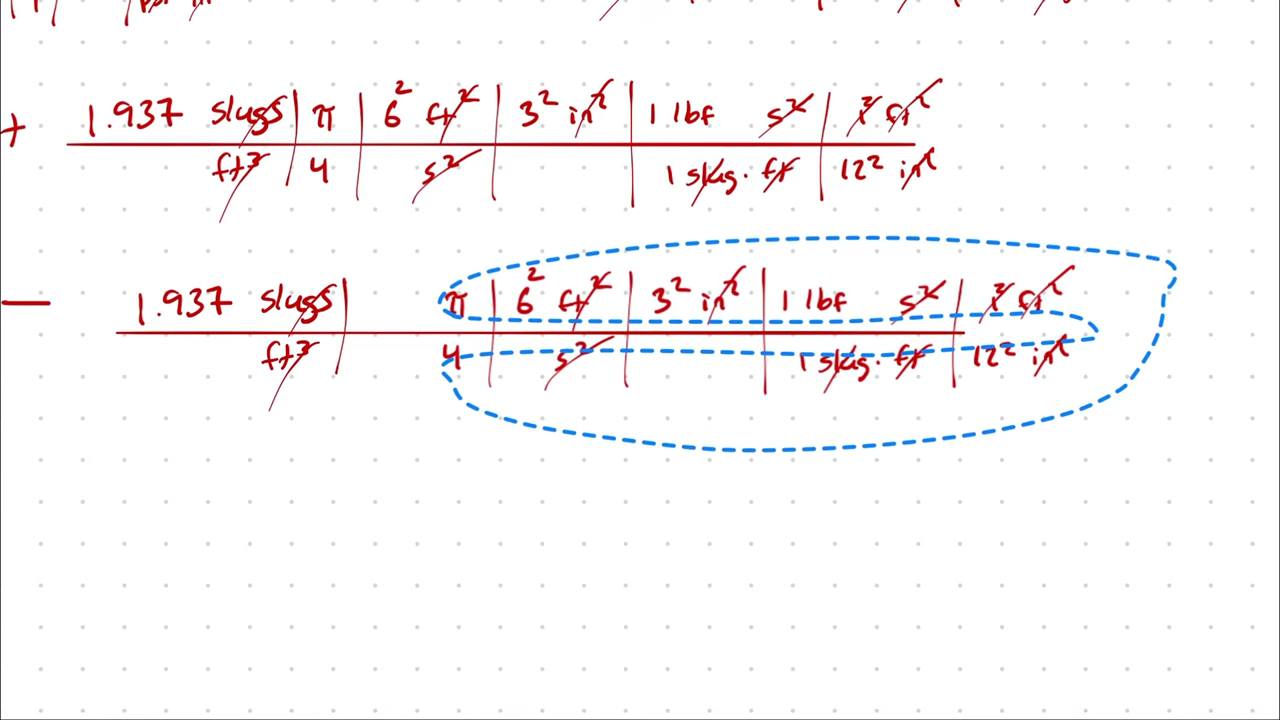 + 1.937 slugs | π | 6² ft² | 3² in² | 1 lbf s² | 1² ft²
ft³ | 4 | s² | | 1 slug · ft | 12² in²
− 1.937 slugs | π | 6² ft² | 3² in² | 1 lbf s² | 1² ft²
ft³ | 4 | s² | | 1 slug · ft | 12² in²